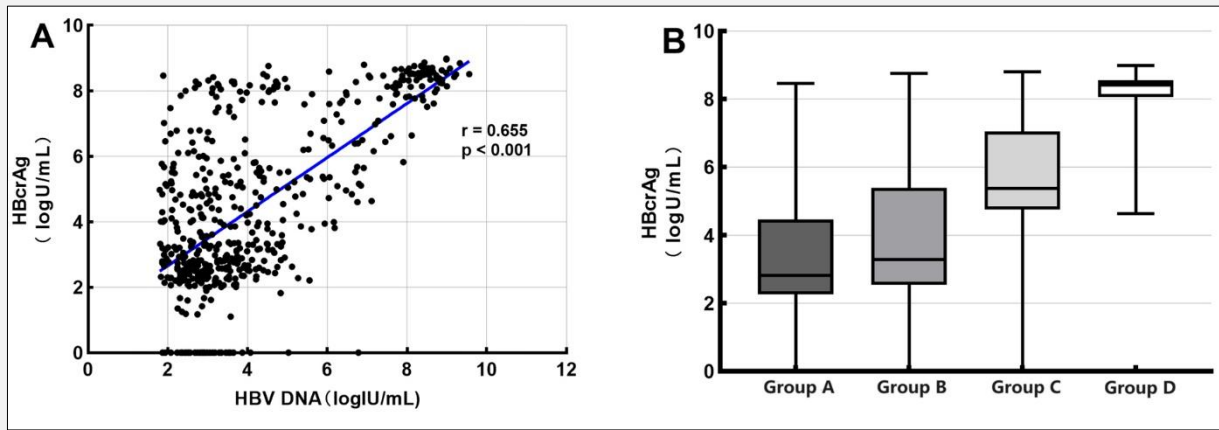 A
10
8
6
4
2
0
HBcrAg
（logU/mL）
r = 0.655
p < 0.001
0 2 4 6 8 10 12
HBV DNA（logIU/mL）
B
10
8
6
4
2
0
HBcrAg
（logU/mL）
Group A Group B Group C Group D